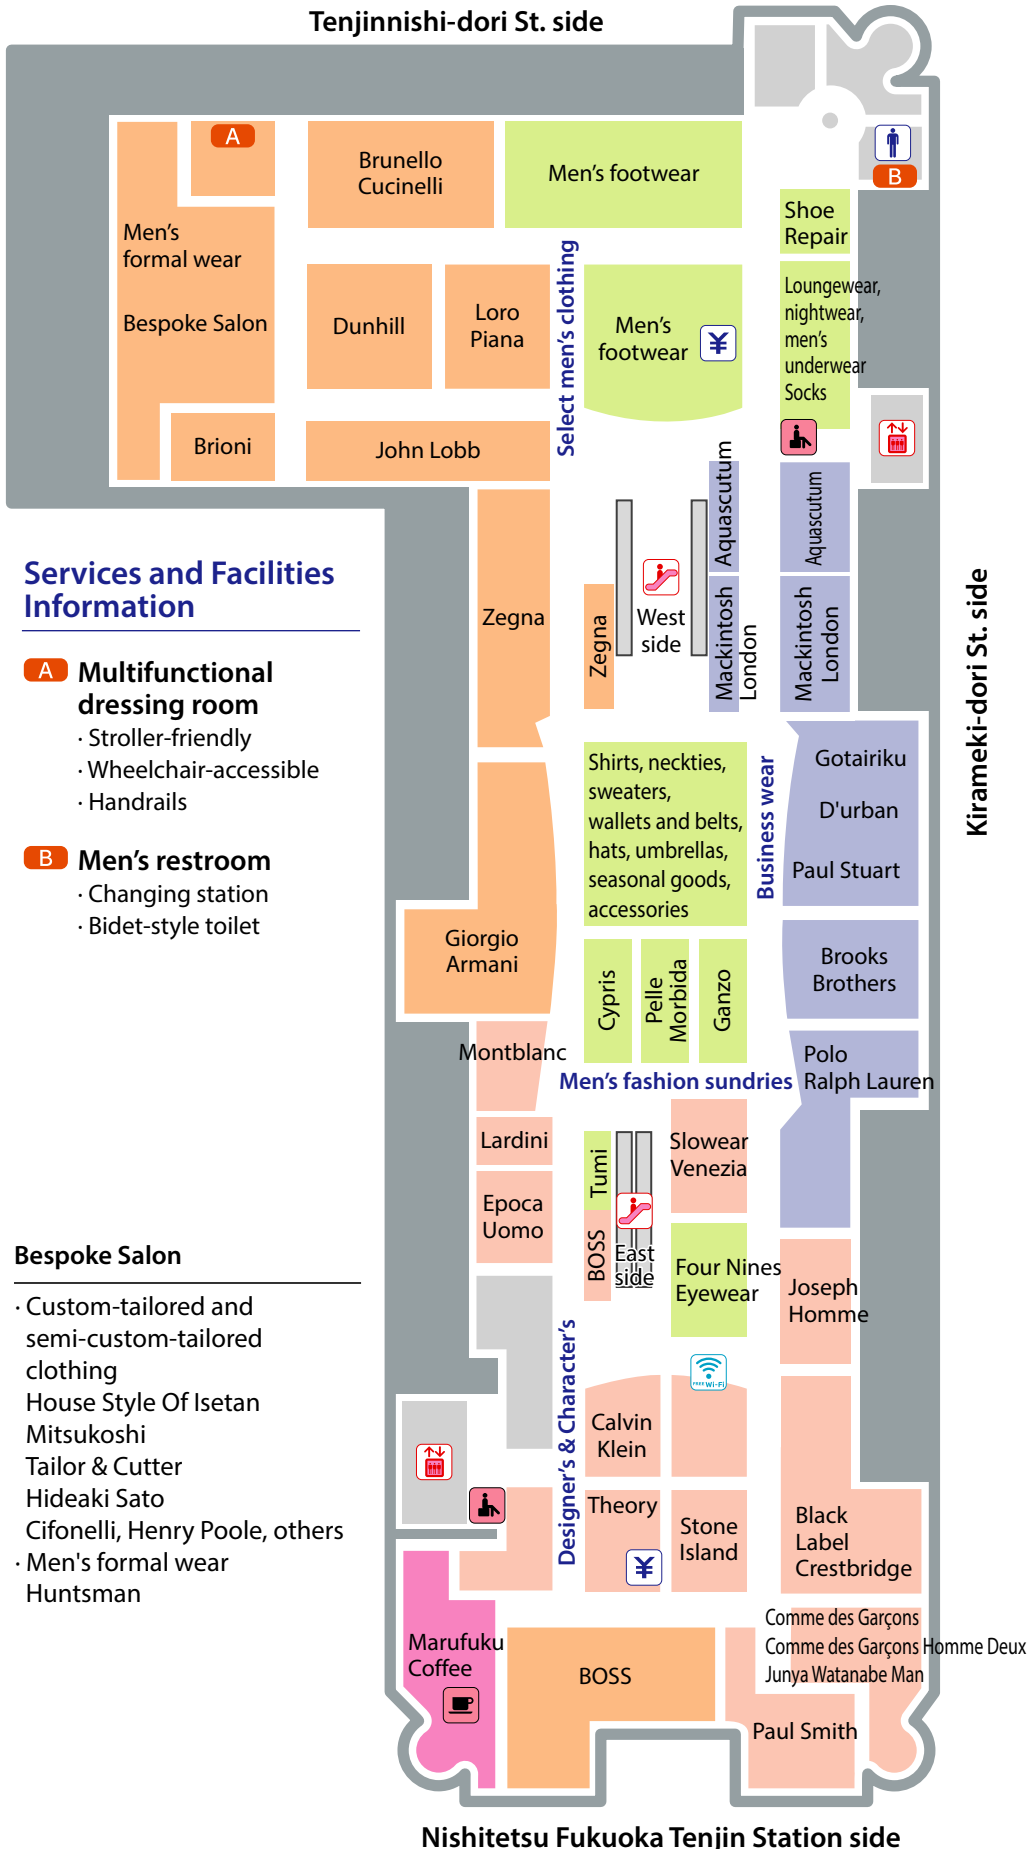 Tenjinnishi-dori St. side
A
B
Brunello
Cucinelli
Men's footwear
Shoe
Repair
Men's
formal wear
Bespoke Salon
Dunhill
Loro
Piana
Select men's clothing
Men's
footwear
¥
Loungewear,
nightwear,
men's
underwear
Socks
Brioni
John Lobb
Zegna
Zegna
West
side
Aquascutum
Aquascutum
Mackintosh
London
Mackintosh
London
Kirameki-dori St. side
Services and Facilities
Information
A Multifunctional
dressing room
· Stroller-friendly
· Wheelchair-accessible
· Handrails
B Men's restroom
· Changing station
· Bidet-style toilet
Shirts, neckties,
sweaters,
wallets and belts,
hats, umbrellas,
seasonal goods,
accessories
Business wear
Gotairiku
D'urban
Paul Stuart
Giorgio
Armani
Cypris
Pelle
Morbida
Ganzo
Brooks
Brothers
Montblanc
Men's fashion sundries
Polo
Ralph Lauren
Lardini
Epoca
Uomo
Tumi
BOSS
East
side
Slowear
Venezia
Four Nines
Eyewear
Joseph
Homme
FREE Wi-Fi
Designer's & Character's
Calvin
Klein
Theory
¥
Stone
Island
Black
Label
Crestbridge
Bespoke Salon
· Custom-tailored and
semi-custom-tailored
clothing
House Style Of Isetan
Mitsukoshi
Tailor & Cutter
Hideaki Sato
Cifonelli, Henry Poole, others
· Men's formal wear
Huntsman
Marufuku
Coffee
BOSS
Comme des Garçons
Comme des Garçons Homme Deux
Junya Watanabe Man
Paul Smith
Nishitetsu Fukuoka Tenjin Station side